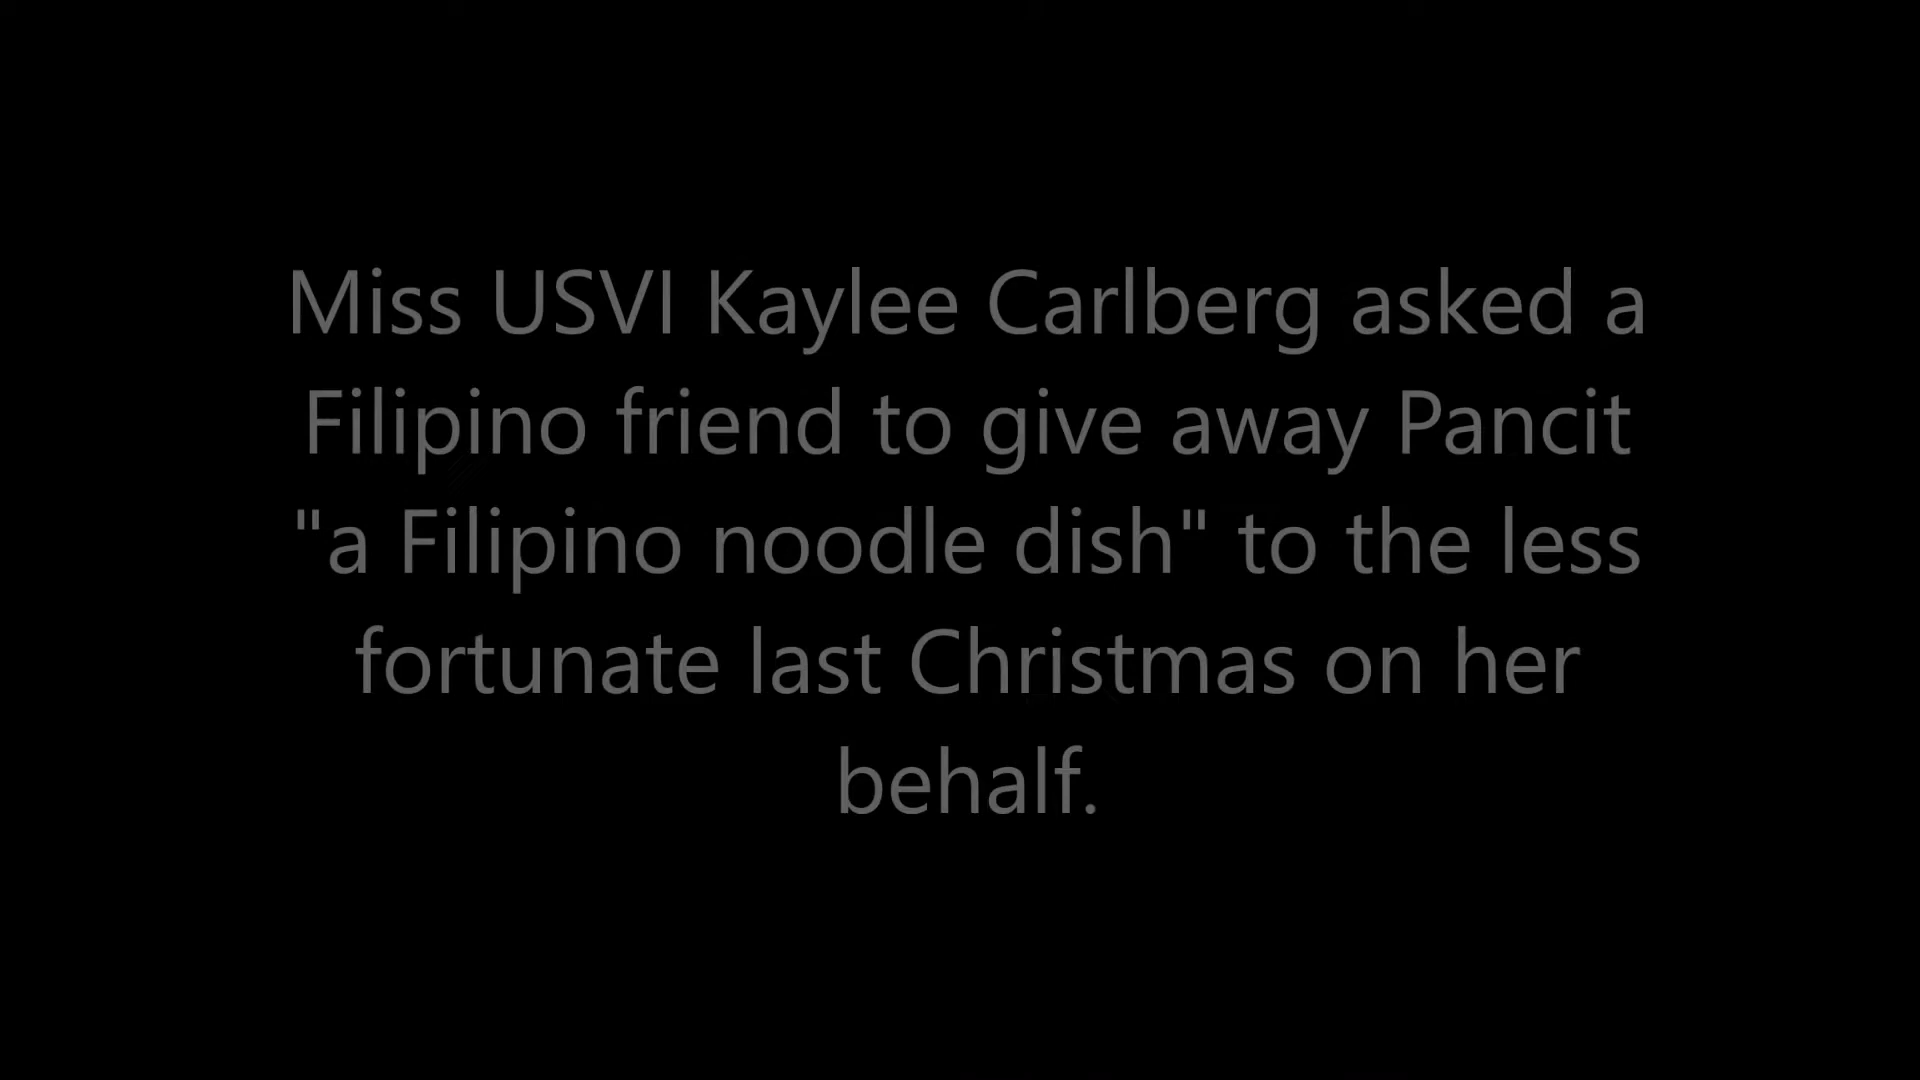 Miss USVI Kaylee Carlberg asked a
Filipino friend to give away Pancit
"a Filipino noodle dish" to the less
fortunate last Christmas on her
behalf.